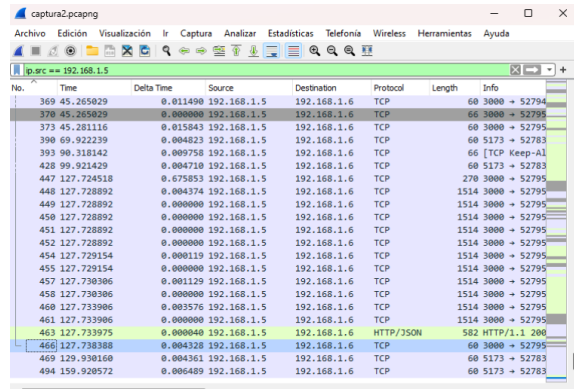 captura2.pcapng
Archivo Edición Visualización Ir Captura Analizar Estadísticas Telefonía Wireless Herramientas Ayuda
ip.src == 192.168.1.5
No. Time Delta Time Source Destination Protocol Length Info
369 45.265029 0.011490 192.168.1.5 192.168.1.6 TCP 60 3000 → 52794
370 45.265029 0.000000 192.168.1.5 192.168.1.6 TCP 66 3000 → 52795
373 45.281116 0.015843 192.168.1.5 192.168.1.6 TCP 60 3000 → 52795
390 69.922239 0.004823 192.168.1.5 192.168.1.6 TCP 60 5173 → 52783
393 90.318142 0.009758 192.168.1.5 192.168.1.6 TCP 66 [TCP Keep-Al
428 99.921429 0.004710 192.168.1.5 192.168.1.6 TCP 60 5173 → 52783
447 127.724518 0.675853 192.168.1.5 192.168.1.6 TCP 270 3000 → 52795
448 127.728892 0.004374 192.168.1.5 192.168.1.6 TCP 1514 3000 → 52795
449 127.728892 0.000000 192.168.1.5 192.168.1.6 TCP 1514 3000 → 52795
450 127.728892 0.000000 192.168.1.5 192.168.1.6 TCP 1514 3000 → 52795
451 127.728892 0.000000 192.168.1.5 192.168.1.6 TCP 1514 3000 → 52795
452 127.728892 0.000000 192.168.1.5 192.168.1.6 TCP 1514 3000 → 52795
454 127.729154 0.000119 192.168.1.5 192.168.1.6 TCP 1514 3000 → 52795
455 127.729154 0.000000 192.168.1.5 192.168.1.6 TCP 1514 3000 → 52795
457 127.730306 0.001129 192.168.1.5 192.168.1.6 TCP 1514 3000 → 52795
458 127.730306 0.000000 192.168.1.5 192.168.1.6 TCP 1514 3000 → 52795
460 127.733906 0.003576 192.168.1.5 192.168.1.6 TCP 1514 3000 → 52795
461 127.733906 0.000000 192.168.1.5 192.168.1.6 TCP 1514 3000 → 52795
463 127.733975 0.000040 192.168.1.5 192.168.1.6 HTTP/JSON 582 HTTP/1.1 200
466 127.738388 0.004328 192.168.1.5 192.168.1.6 TCP 60 3000 → 52795
469 129.930160 0.004361 192.168.1.5 192.168.1.6 TCP 60 5173 → 52783
494 159.920572 0.006489 192.168.1.5 192.168.1.6 TCP 60 5173 → 52783